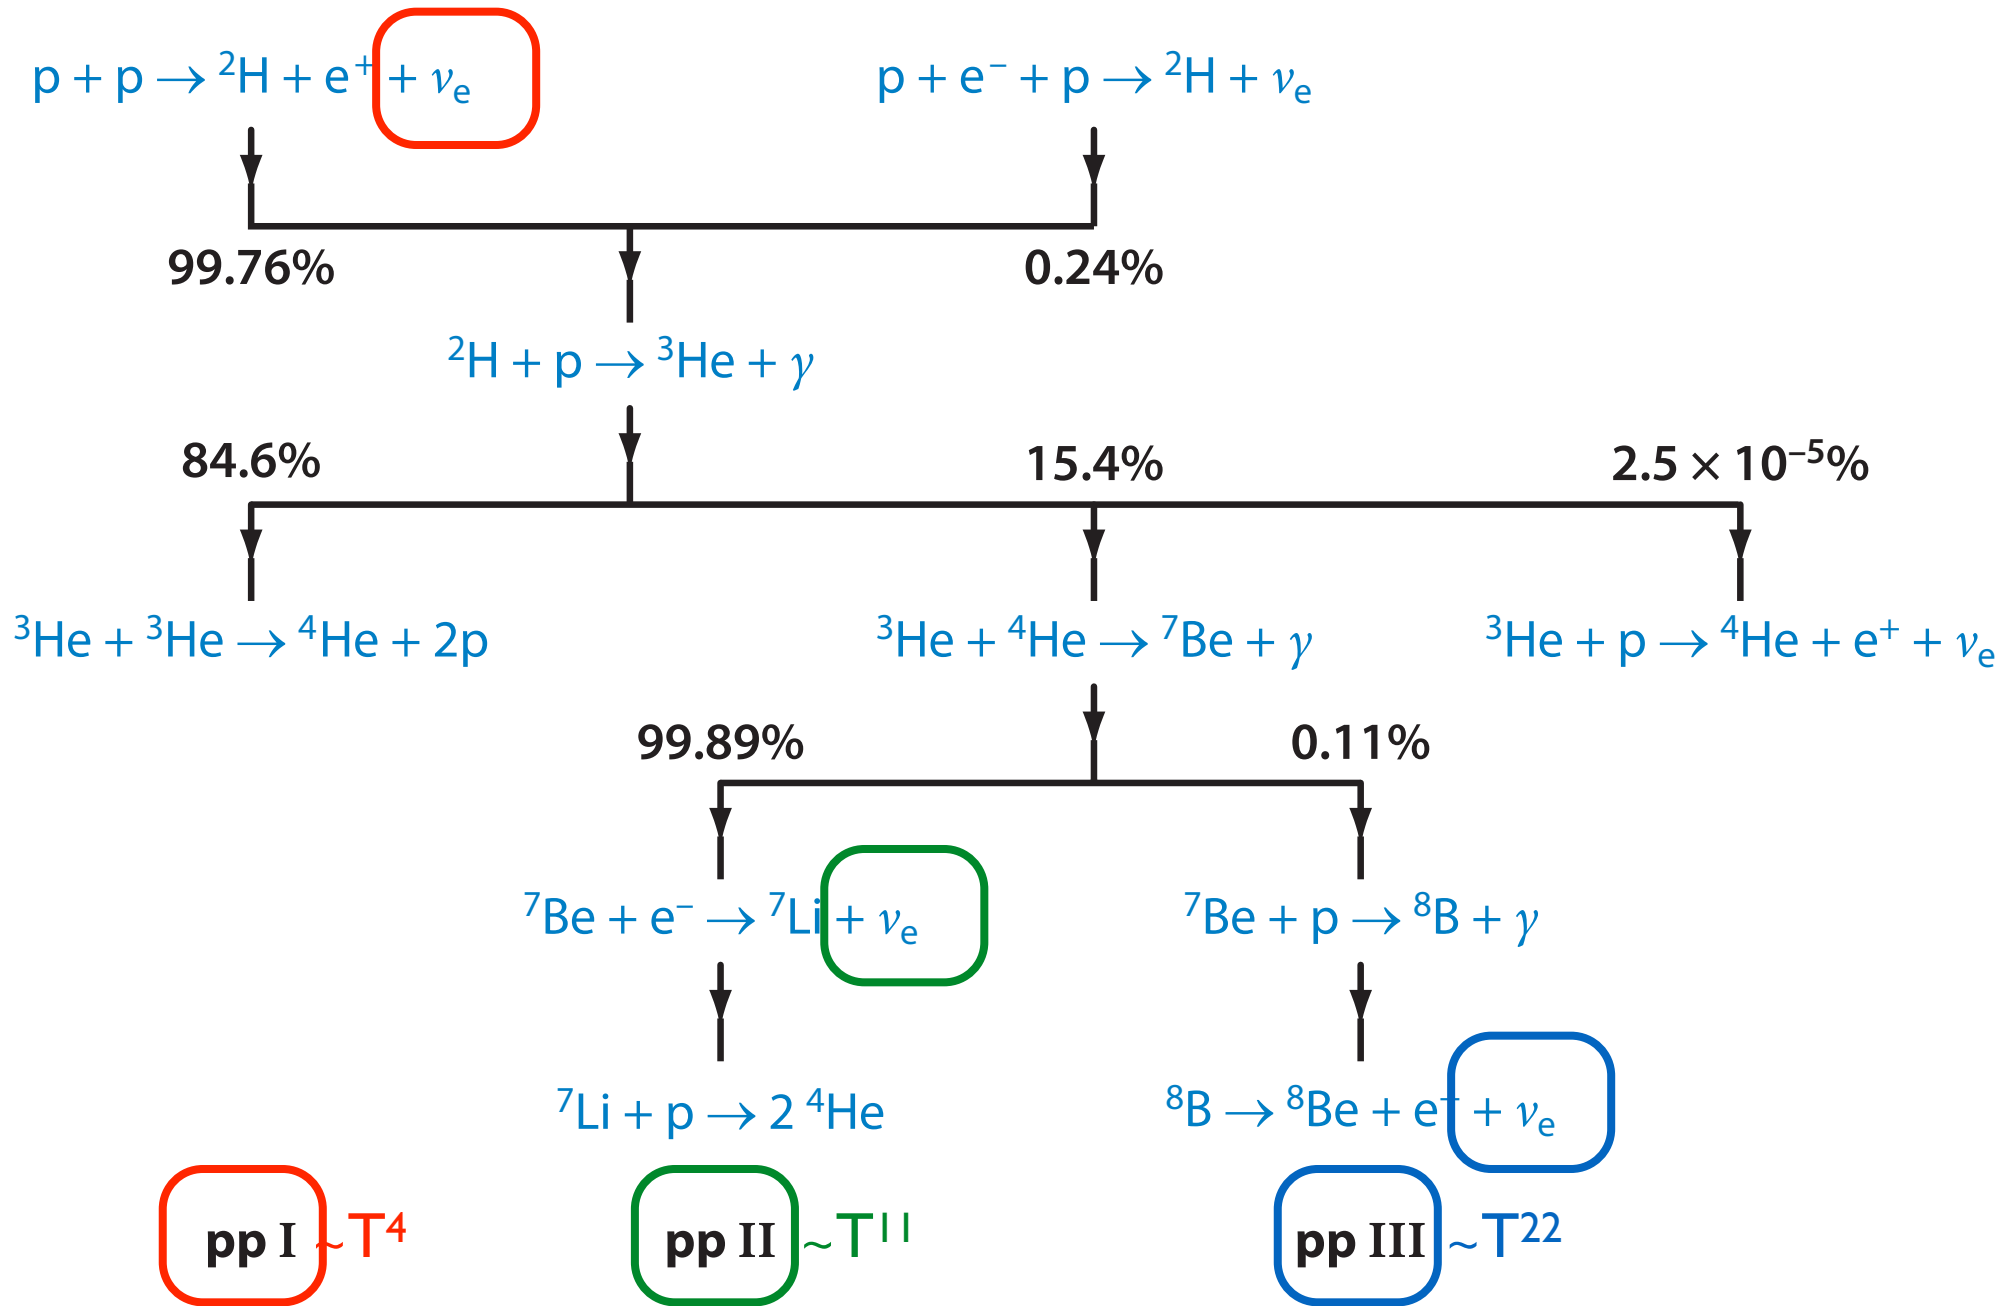 p + p → ²H + e⁺ + νₑ
p + e⁻ + p → ²H + νₑ
99.76%
0.24%
²H + p → ³He + γ
84.6%
15.4%
2.5 × 10⁻⁵%
³He + ³He → ⁴He + 2p
³He + ⁴He → ⁷Be + γ
³He + p → ⁴He + e⁺ + νₑ
99.89%
0.11%
⁷Be + e⁻ → ⁷Li + νₑ
⁷Be + p → ⁸B + γ
⁷Li + p → 2 ⁴He
⁸B → ⁸Be + e⁺ + νₑ
pp I ~T⁴
pp II ~T¹¹
pp III ~T²²